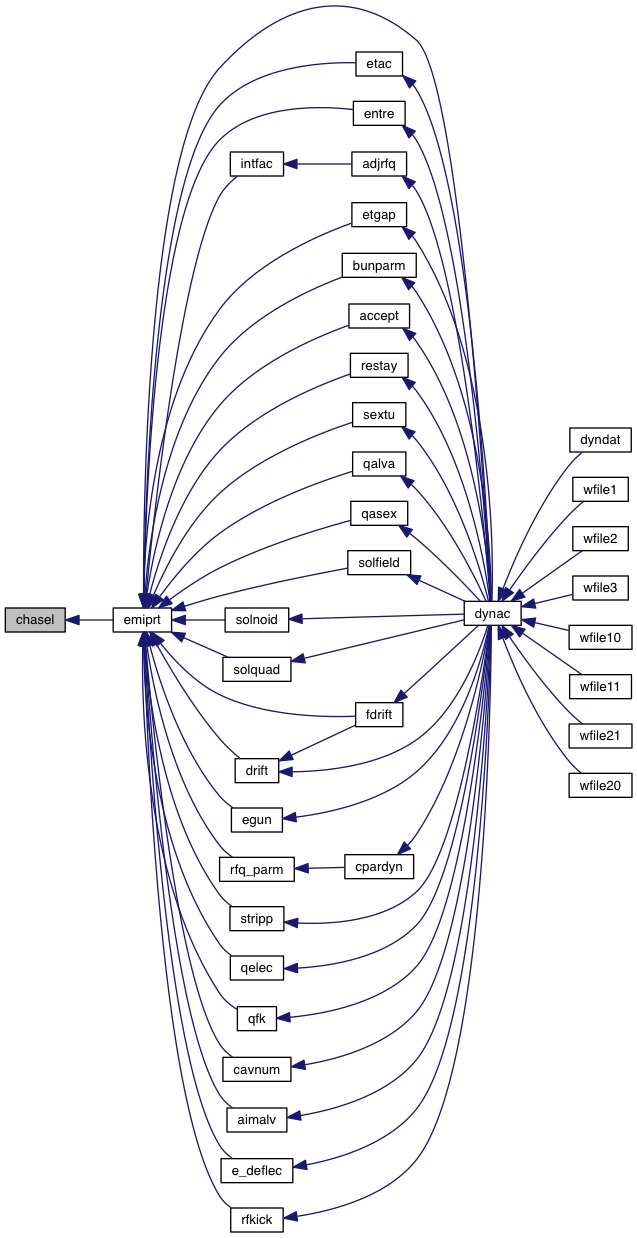 etac
entre
intfac
adjrfq
etgap
bunparm
accept
restay
sextu
qalva
qasex
solfield
chasel
emiprt
solnoid
dynac
solquad
fdrift
drift
egun
rfq_parm
cpardyn
stripp
qelec
qfk
cavnum
aimalv
e_deflec
rfkick
dyndat
wfile1
wfile2
wfile3
wfile10
wfile11
wfile21
wfile20